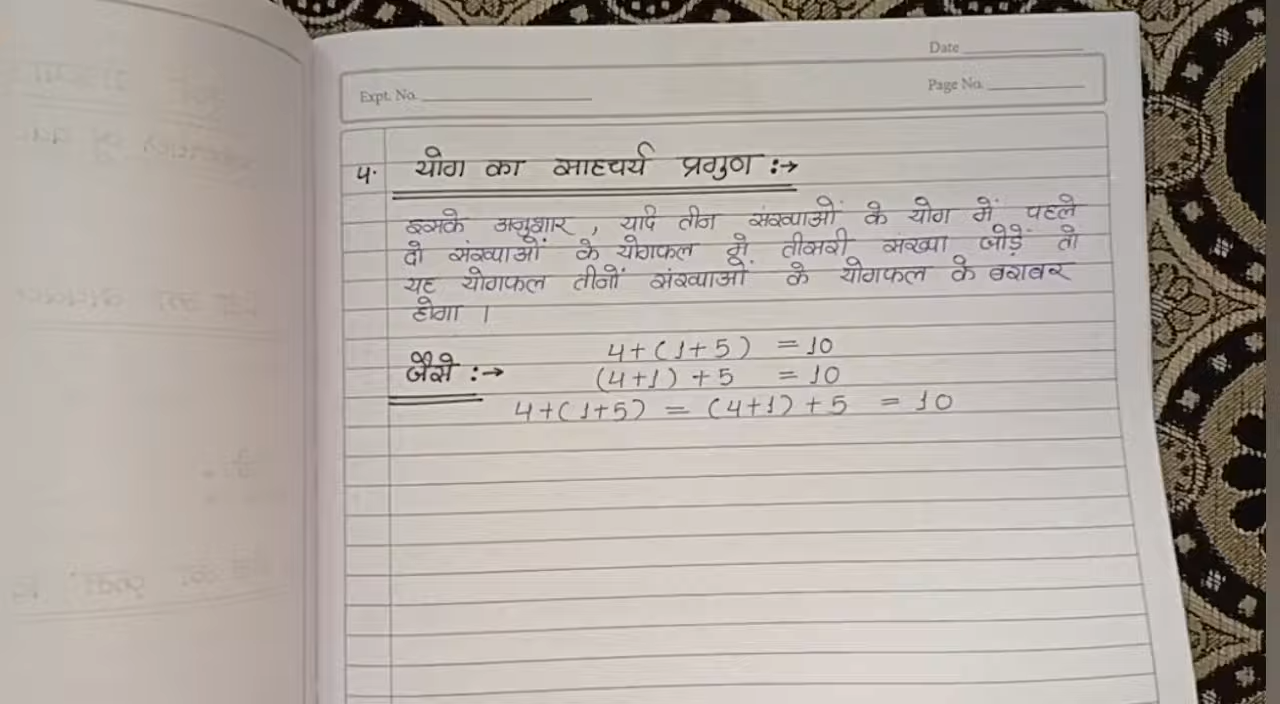 Date
Expt. No.
Page No.
4. योग का साहचर्य प्रगुण :→
इसके अनुशार , यदि तीन संख्याओं के योग में पहले
दो संख्याओं के योगफल में तीसरी संख्या जोड़ें तो
यह योगफल तीनों संख्याओं के योगफल के बराबर
होगा ।
जैसे :→ 4+(1+5) = 10
(4+1) +5 = 10
4+(1+5) = (4+1)+5 = 10